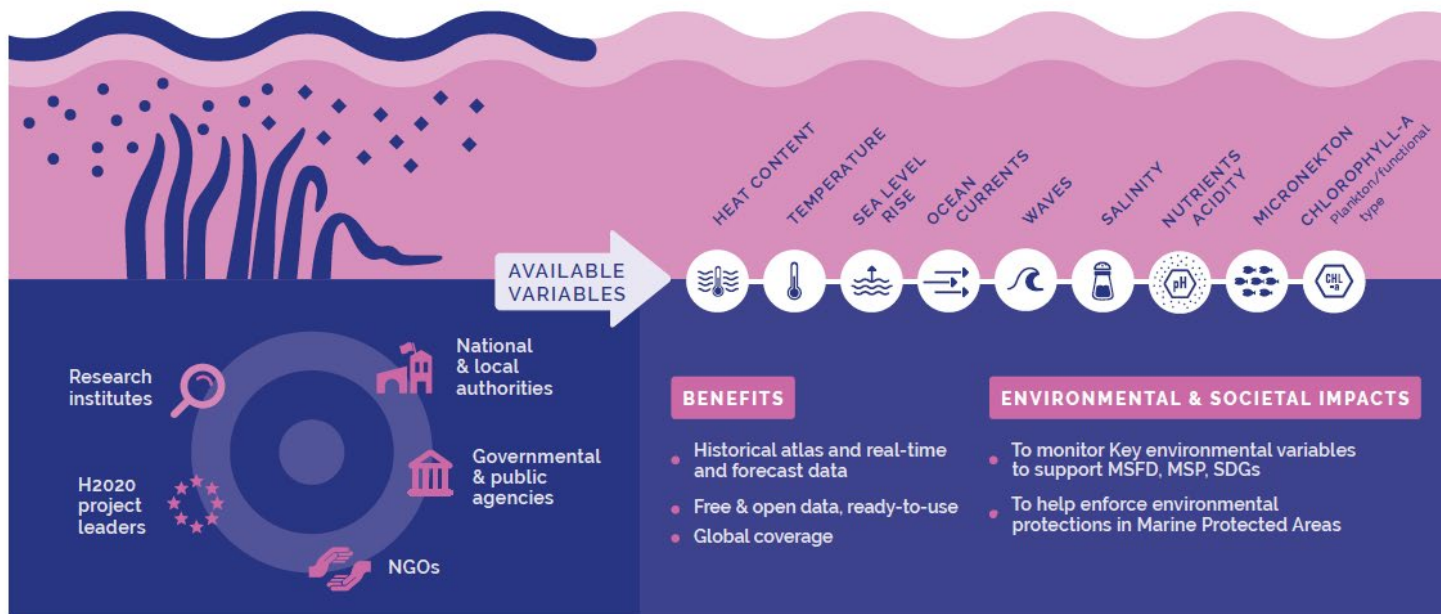 HEAT CONTENT
TEMPERATURE
SEA LEVEL
RISE
OCEAN
CURRENTS
WAVES
SALINITY
NUTRIENTS
ACIDITY
MICRONEKTON
CHLOROPHYLL-A
Plankton/functional
type
AVAILABLE
VARIABLES
pH
CHL
-a
Research
institutes
National
& local
authorities
H2020
project
leaders
Governmental
& public
agencies
NGOs
BENEFITS
Historical atlas and real-time
and forecast data
Free & open data, ready-to-use
Global coverage
ENVIRONMENTAL & SOCIETAL IMPACTS
To monitor Key environmental variables
to support MSFD, MSP, SDGs
To help enforce environmental
protections in Marine Protected Areas